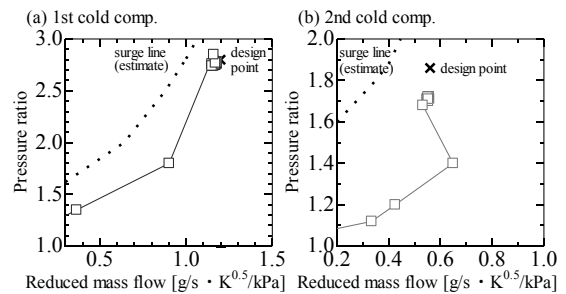 (a) 1st cold comp.
(b) 2nd cold comp.
3.0
2.5
2.0
1.5
1.0
Pressure ratio
surge line
(estimate)
design
point
0.5
1.0
1.5
Reduced mass flow [g/s・K^0.5/kPa]
2.0
1.8
1.6
1.4
1.2
1.0
Pressure ratio
surge line
(estimate)
design point
0.2
0.4
0.6
0.8
1.0
Reduced mass flow [g/s・K^0.5/kPa]